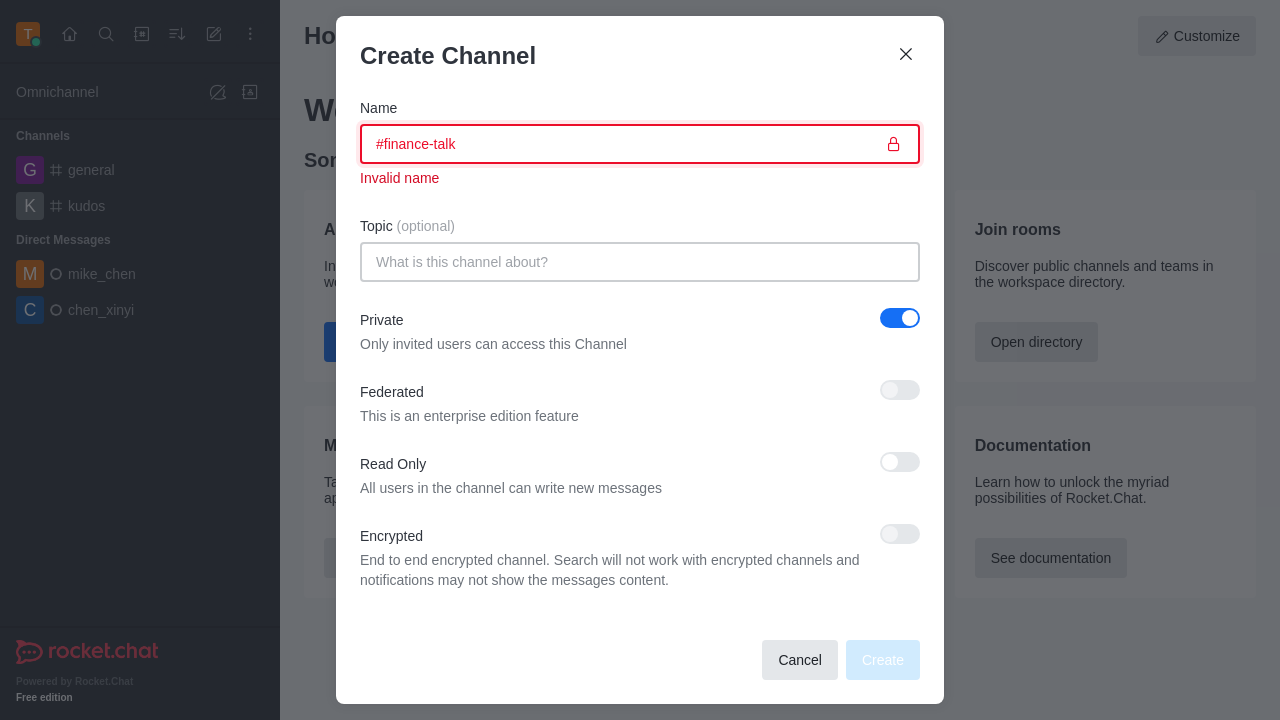 T
Ho
Customize
Omnichannel
Channels
G general
K kudos
Direct Messages
M mike_chen
C chen_xinyi
rocket.chat
Powered by Rocket.Chat
Free edition
Create Channel
Name
#finance-talk
Invalid name
Topic (optional)
What is this channel about?
Private
Only invited users can access this Channel
Federated
This is an enterprise edition feature
Read Only
All users in the channel can write new messages
Encrypted
End to end encrypted channel. Search will not work with encrypted channels and
notifications may not show the messages content.
Cancel
Create
Join rooms
Discover public channels and teams in
the workspace directory.
Open directory
Documentation
Learn how to unlock the myriad
possibilities of Rocket.Chat.
See documentation